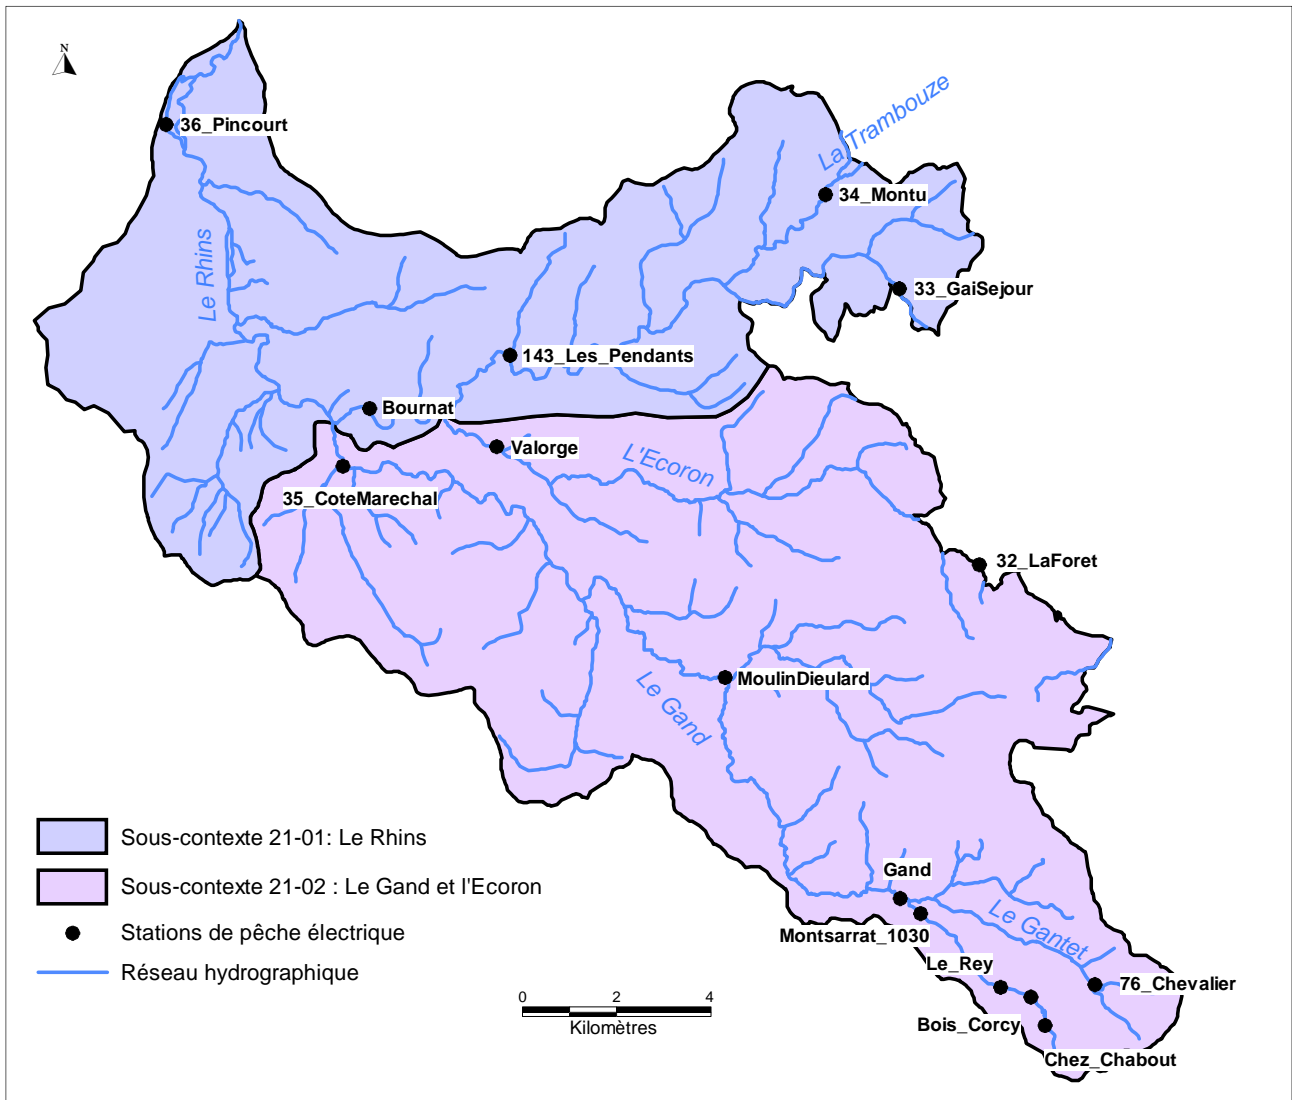 N
La Trambouze
36_Pincourt
34_Montu
Le Rhins
33_GaiSejour
143_Les_Pendants
Bournat
Valorge
L'Ecoron
35_CoteMarechal
32_LaForet
MoulinDieulard
Le Gand
Sous-contexte 21-01: Le Rhins
Sous-contexte 21-02 : Le Gand et l'Ecoron
Gand
Le Gantet
Stations de pêche électrique
Montsarrat_1030
Le_Rey
Réseau hydrographique
76_Chevalier
0 2 4
Kilomètres
Bois_Corcy
Chez_Chabout